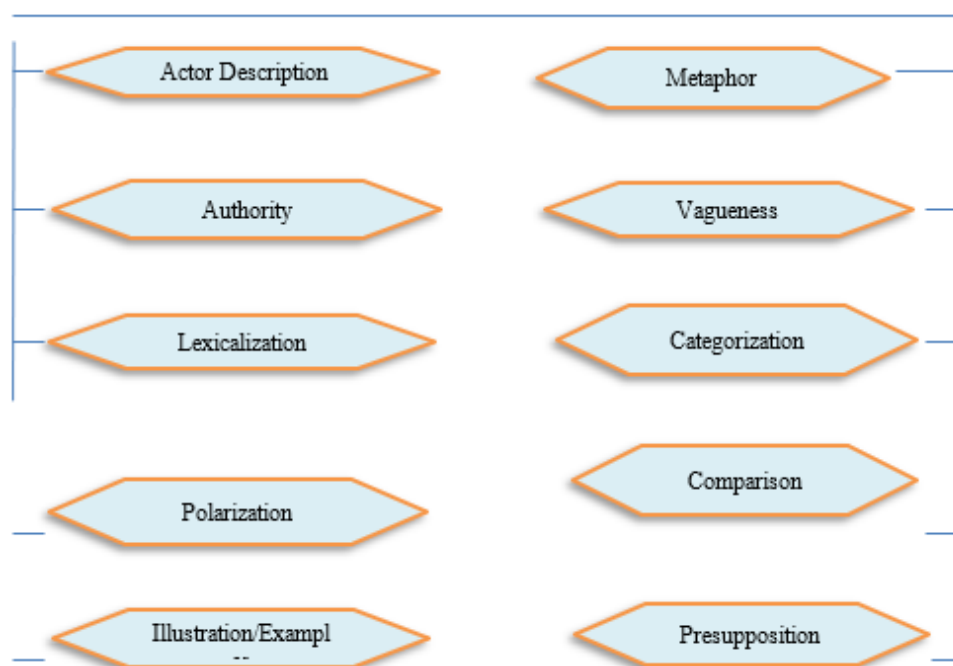 Actor Description
Metaphor
Authority
Vagueness
Lexicalization
Categorization
Comparison
Polarization
Illustration/Exampl
Presupposition